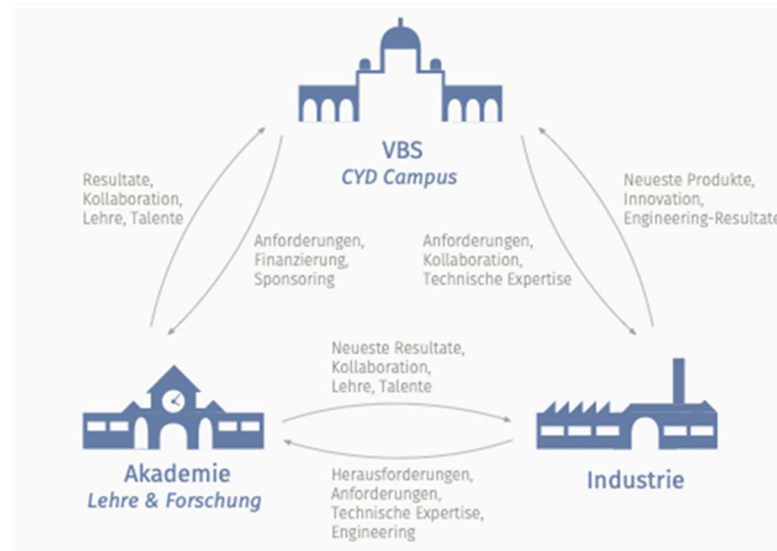 VBS
CYD Campus
Resultate,
Kollaboration,
Lehre, Talente
Anforderungen,
Finanzierung,
Sponsoring
Anforderungen,
Kollaboration,
Technische Expertise
Neueste Produkte,
Innovation,
Engineering-Resultate
Neueste Resultate,
Kollaboration,
Lehre, Talente
Akademie
Lehre & Forschung
Herausforderungen,
Anforderungen,
Technische Expertise,
Engineering
Industrie